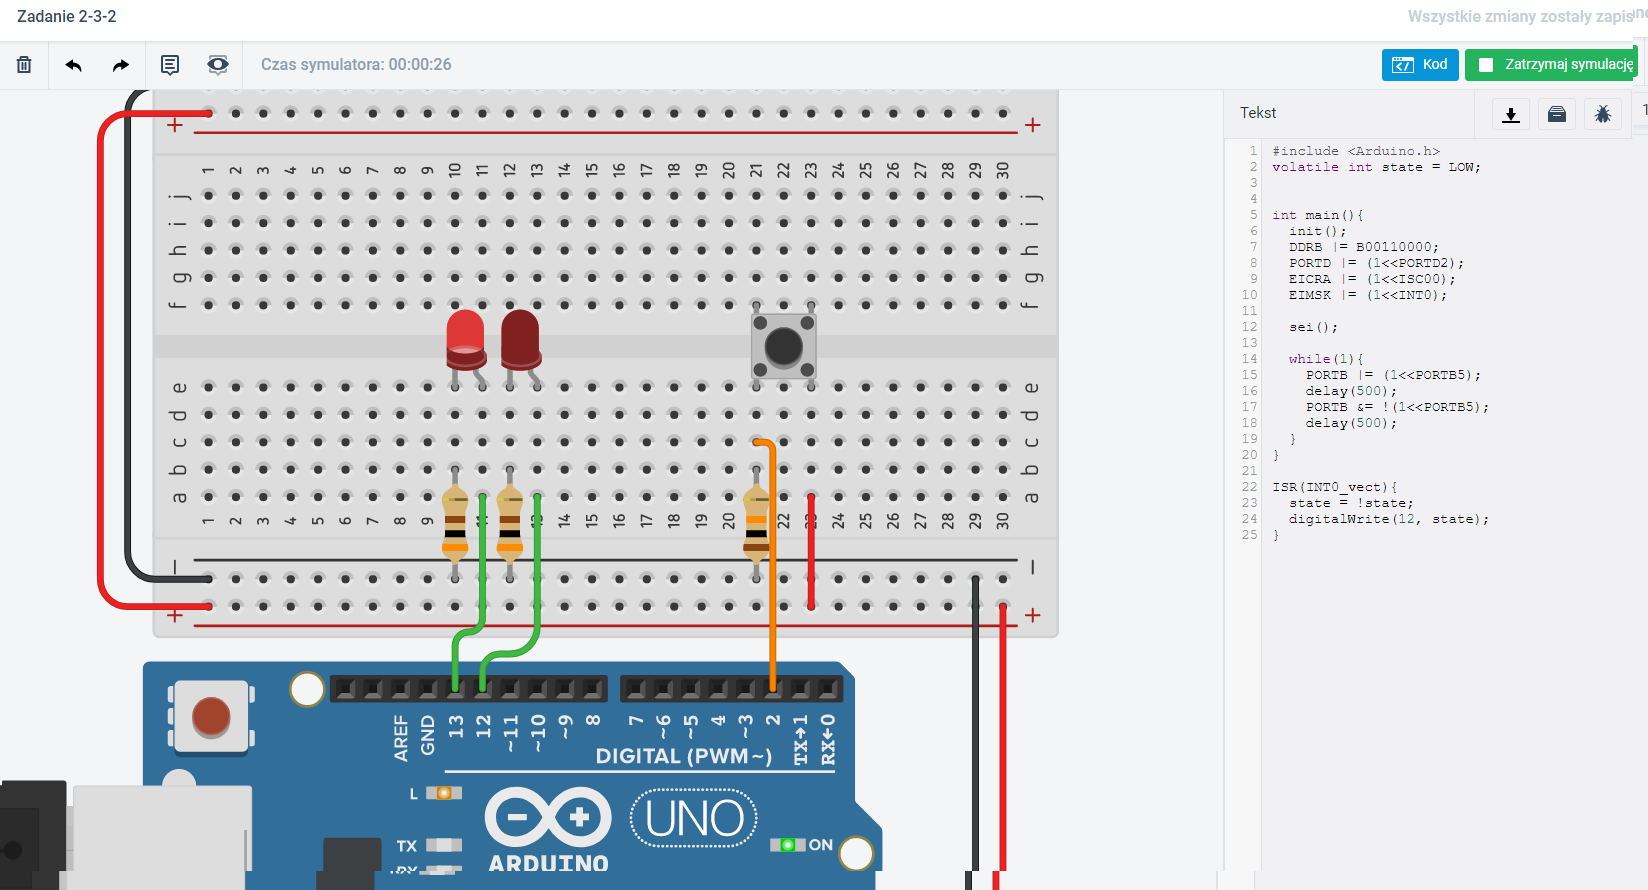 Zadanie 2-3-2
Wszystkie zmiany zostały zapis
Czas symulatora: 00:00:26
Kod
Zatrzymaj symulację
Tekst
1
+ +
1 2 3 4 5 6 7 8 9 10 11 12 13 14 15 16 17 18 19 20 21 22 23 24 25 26 27 28 29 30
j j
i i
h h
g g
f f
e e
d d
c c
b b
a a
1 2 3 4 5 6 7 8 9 10 11 12 13 14 15 16 17 18 19 20 22 23 24 25 26 27 28 29 30
− −
+ +
AREF GND 13 12 ~11 ~10 ~9 8 7 ~6 ~5 4 ~3 2 TX→1 RX←0
DIGITAL (PWM~)
L
UNO
TX
ON
RX
ARDUINO
1 #include <Arduino.h>
2 volatile int state = LOW;
3
4
5 int main(){
6 init();
7 DDRB |= B00110000;
8 PORTD |= (1<<PORTD2);
9 EICRA |= (1<<ISC00);
10 EIMSK |= (1<<INT0);
11
12 sei();
13
14 while(1){
15 PORTB |= (1<<PORTB5);
16 delay(500);
17 PORTB &= !(1<<PORTB5);
18 delay(500);
19 }
20 }
21
22 ISR(INT0_vect){
23 state = !state;
24 digitalWrite(12, state);
25 }